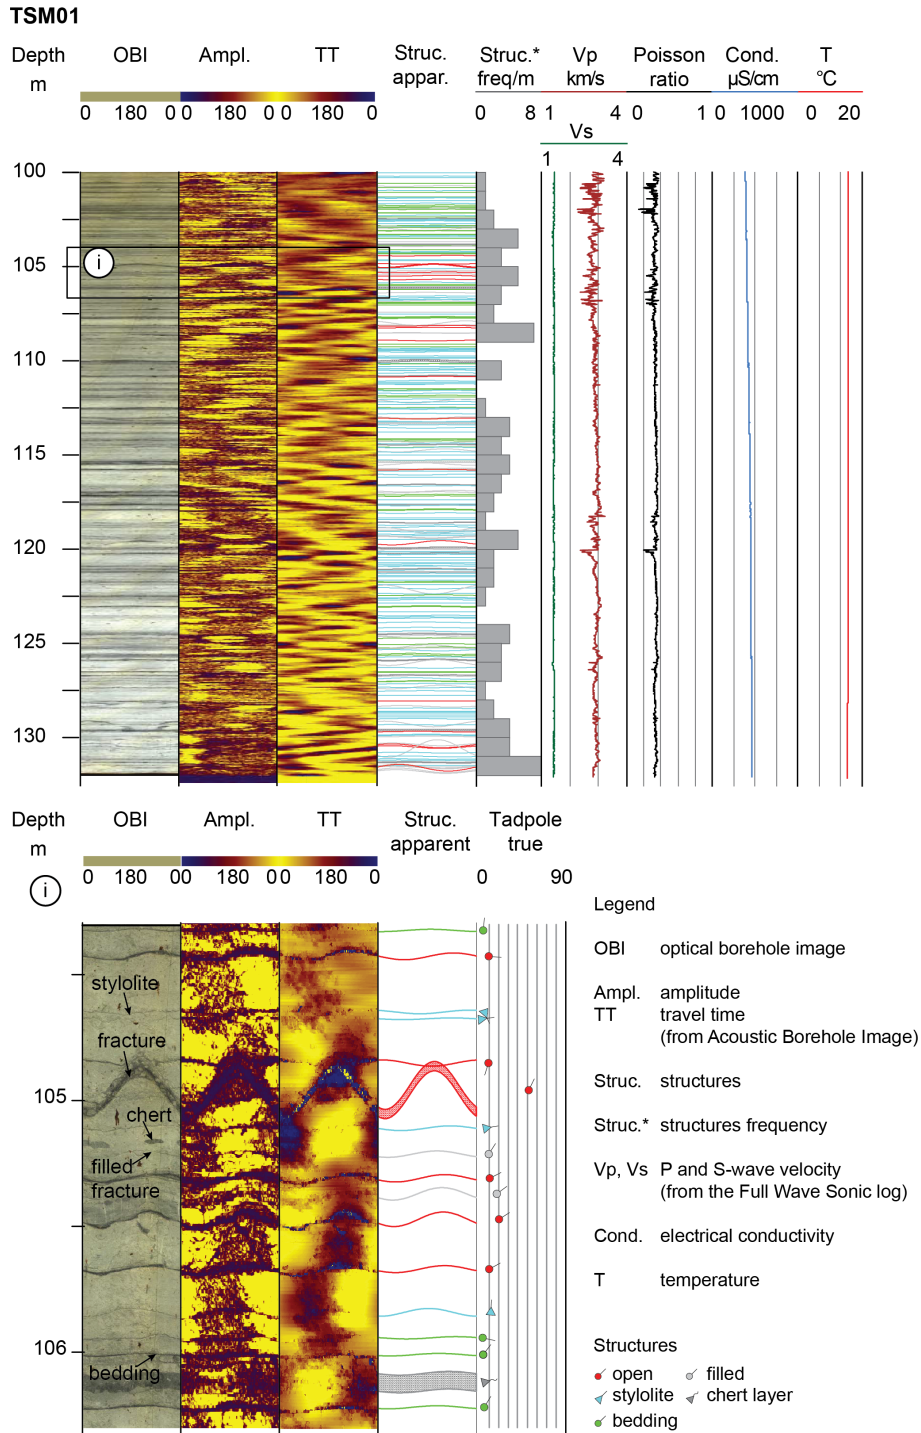 TSM01
Depth OBI Ampl. TT Struc. Struc.* Vp Poisson Cond. T
m appar. freq/m km/s ratio µS/cm °C
0 180 0 0 180 0 0 180 0 0 8 1 4 0 1 0 1000 0 20
Vs
1 4
100
i
105
110
115
120
125
130
Depth OBI Ampl. TT Struc. Tadpole
m apparent true
i 0 180 0 0 180 0 0 180 0 0 90
stylolite
fracture
105
chert
filled
fracture
106
bedding
Legend
OBI optical borehole image
Ampl. amplitude
TT travel time
(from Acoustic Borehole Image)
Struc. structures
Struc.* structures frequency
Vp, Vs P and S-wave velocity
(from the Full Wave Sonic log)
Cond. electrical conductivity
T temperature
Structures
open filled
stylolite chert layer
bedding